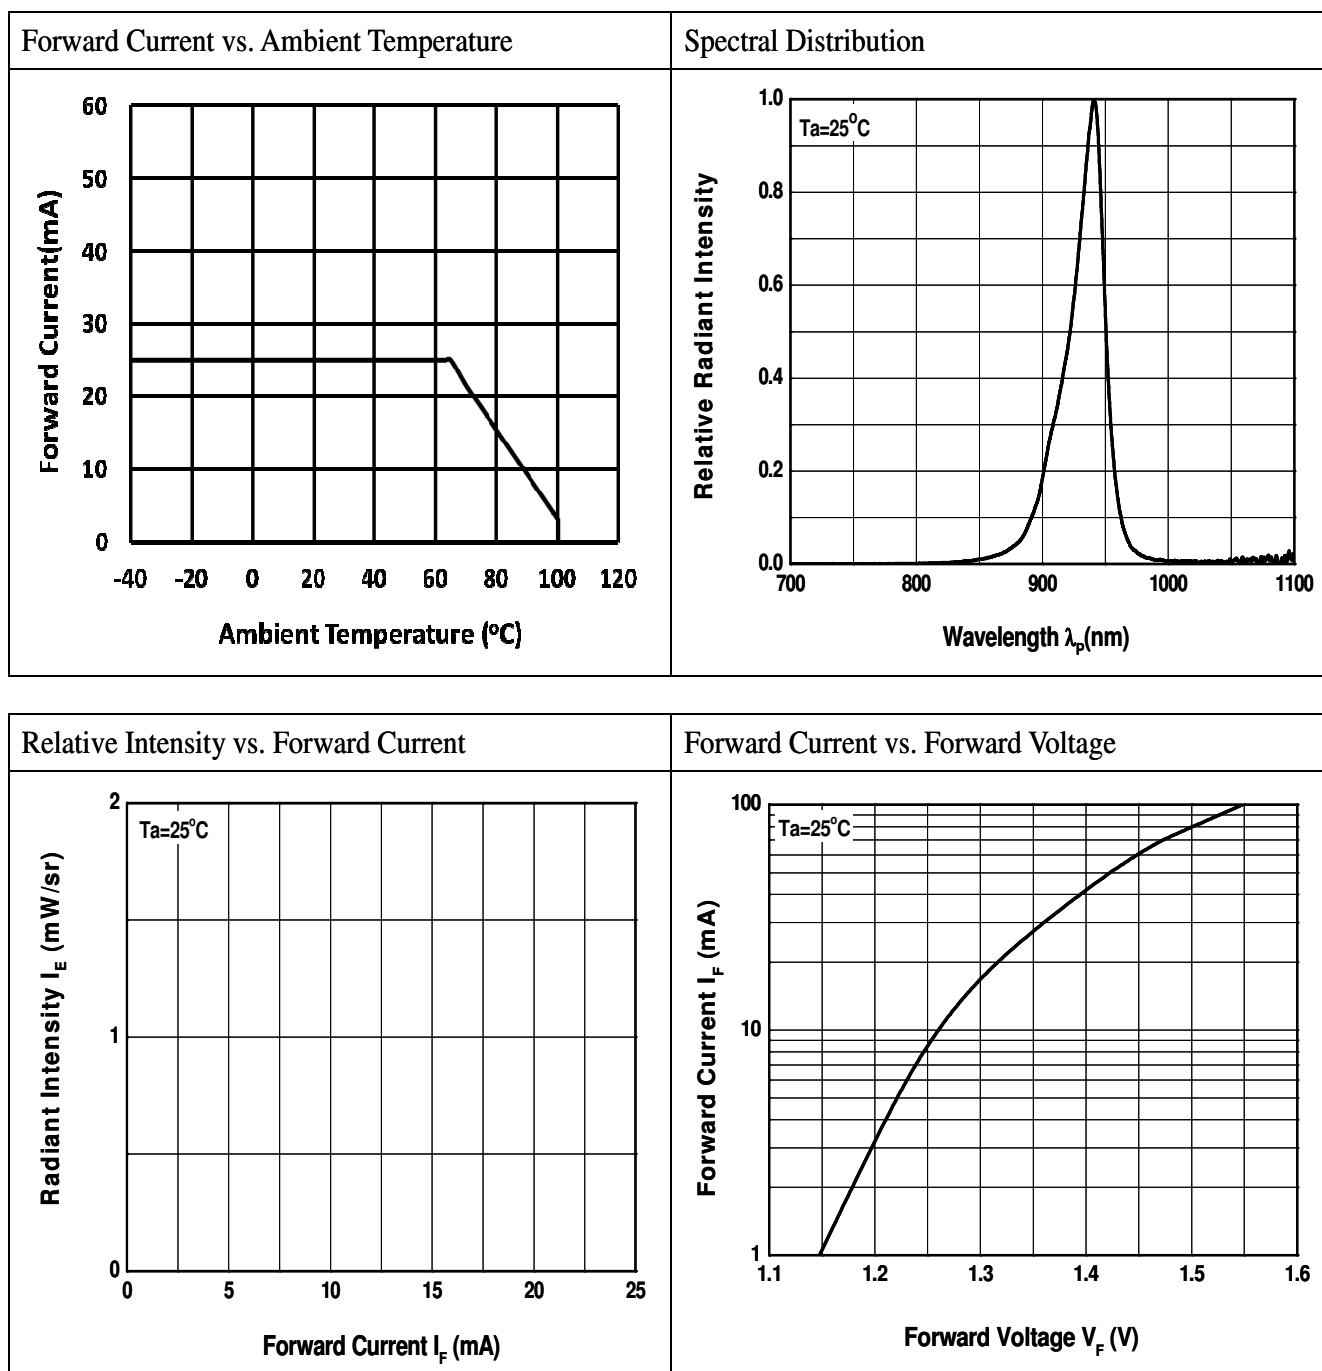 Forward Current vs. Ambient Temperature
60
50
40
30
20
10
0
-40 -20 0 20 40 60 80 100 120
Forward Current(mA)
Ambient Temperature (°C)
Spectral Distribution
Ta=25°C
1.0
0.8
0.6
0.4
0.2
0.0
700 800 900 1000 1100
Relative Radiant Intensity
Wavelength λP(nm)
Relative Intensity vs. Forward Current
Ta=25°C
2
1
0
0 5 10 15 20 25
Radiant Intensity IE (mW/sr)
Forward Current IF (mA)
Forward Current vs. Forward Voltage
Ta=25°C
100
10
1
1.1 1.2 1.3 1.4 1.5 1.6
Forward Current IF (mA)
Forward Voltage VF (V)